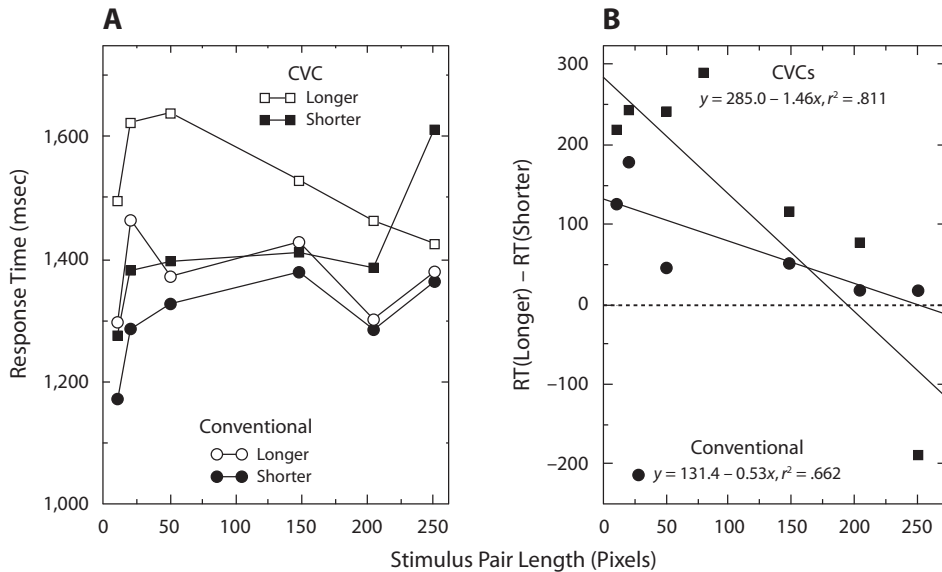 A
Response Time (msec)
1,600
1,400
1,200
1,000
CVC
Longer
Shorter
Conventional
Longer
Shorter
0 50 100 150 200 250
B
RT(Longer) – RT(Shorter)
300
200
100
0
–100
–200
CVCs
y = 285.0 – 1.46x, r² = .811
Conventional
y = 131.4 – 0.53x, r² = .662
0 50 100 150 200 250
Stimulus Pair Length (Pixels)